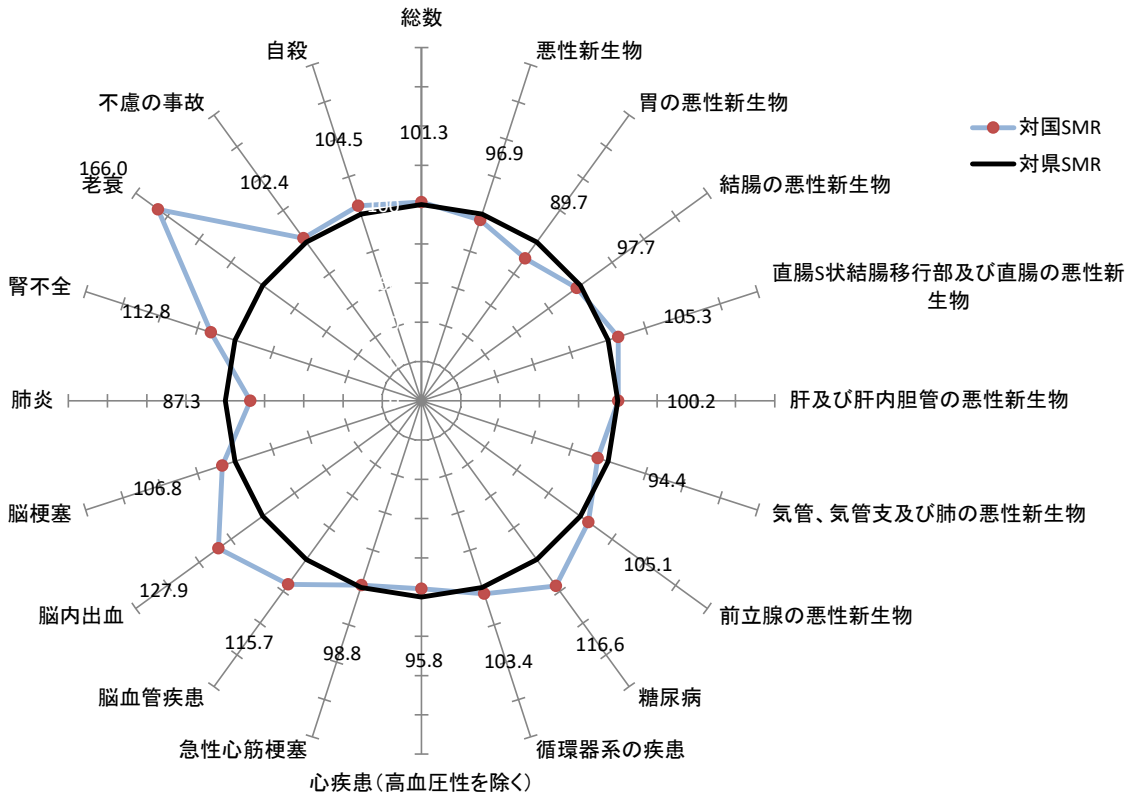 総数
自殺
悪性新生物
不慮の事故
胃の悪性新生物
対国SMR
対県SMR
101.3
104.5
96.9
166.0
老衰
102.4
89.7
結腸の悪性新生物
100
97.7
直腸S状結腸移行部及び直腸の悪性新
生物
腎不全
112.8
105.3
肺炎
87.3
100.2
肝及び肝内胆管の悪性新生物
脳梗塞
106.8
94.4
気管、気管支及び肺の悪性新生物
脳内出血
127.9
105.1
前立腺の悪性新生物
脳血管疾患
115.7
98.8
95.8
103.4
116.6
糖尿病
急性心筋梗塞
循環器系の疾患
心疾患（高血圧性を除く）